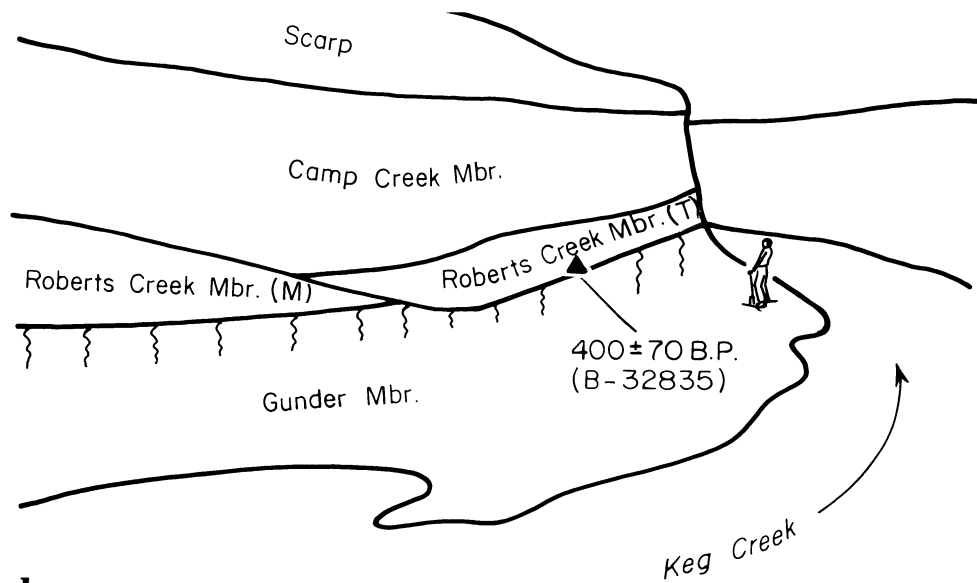 Scarp
Camp Creek Mbr.
Roberts Creek Mbr. (T)
Roberts Creek Mbr. (M)
400±70 B.P.
(B-32835)
Gunder Mbr.
Keg Creek